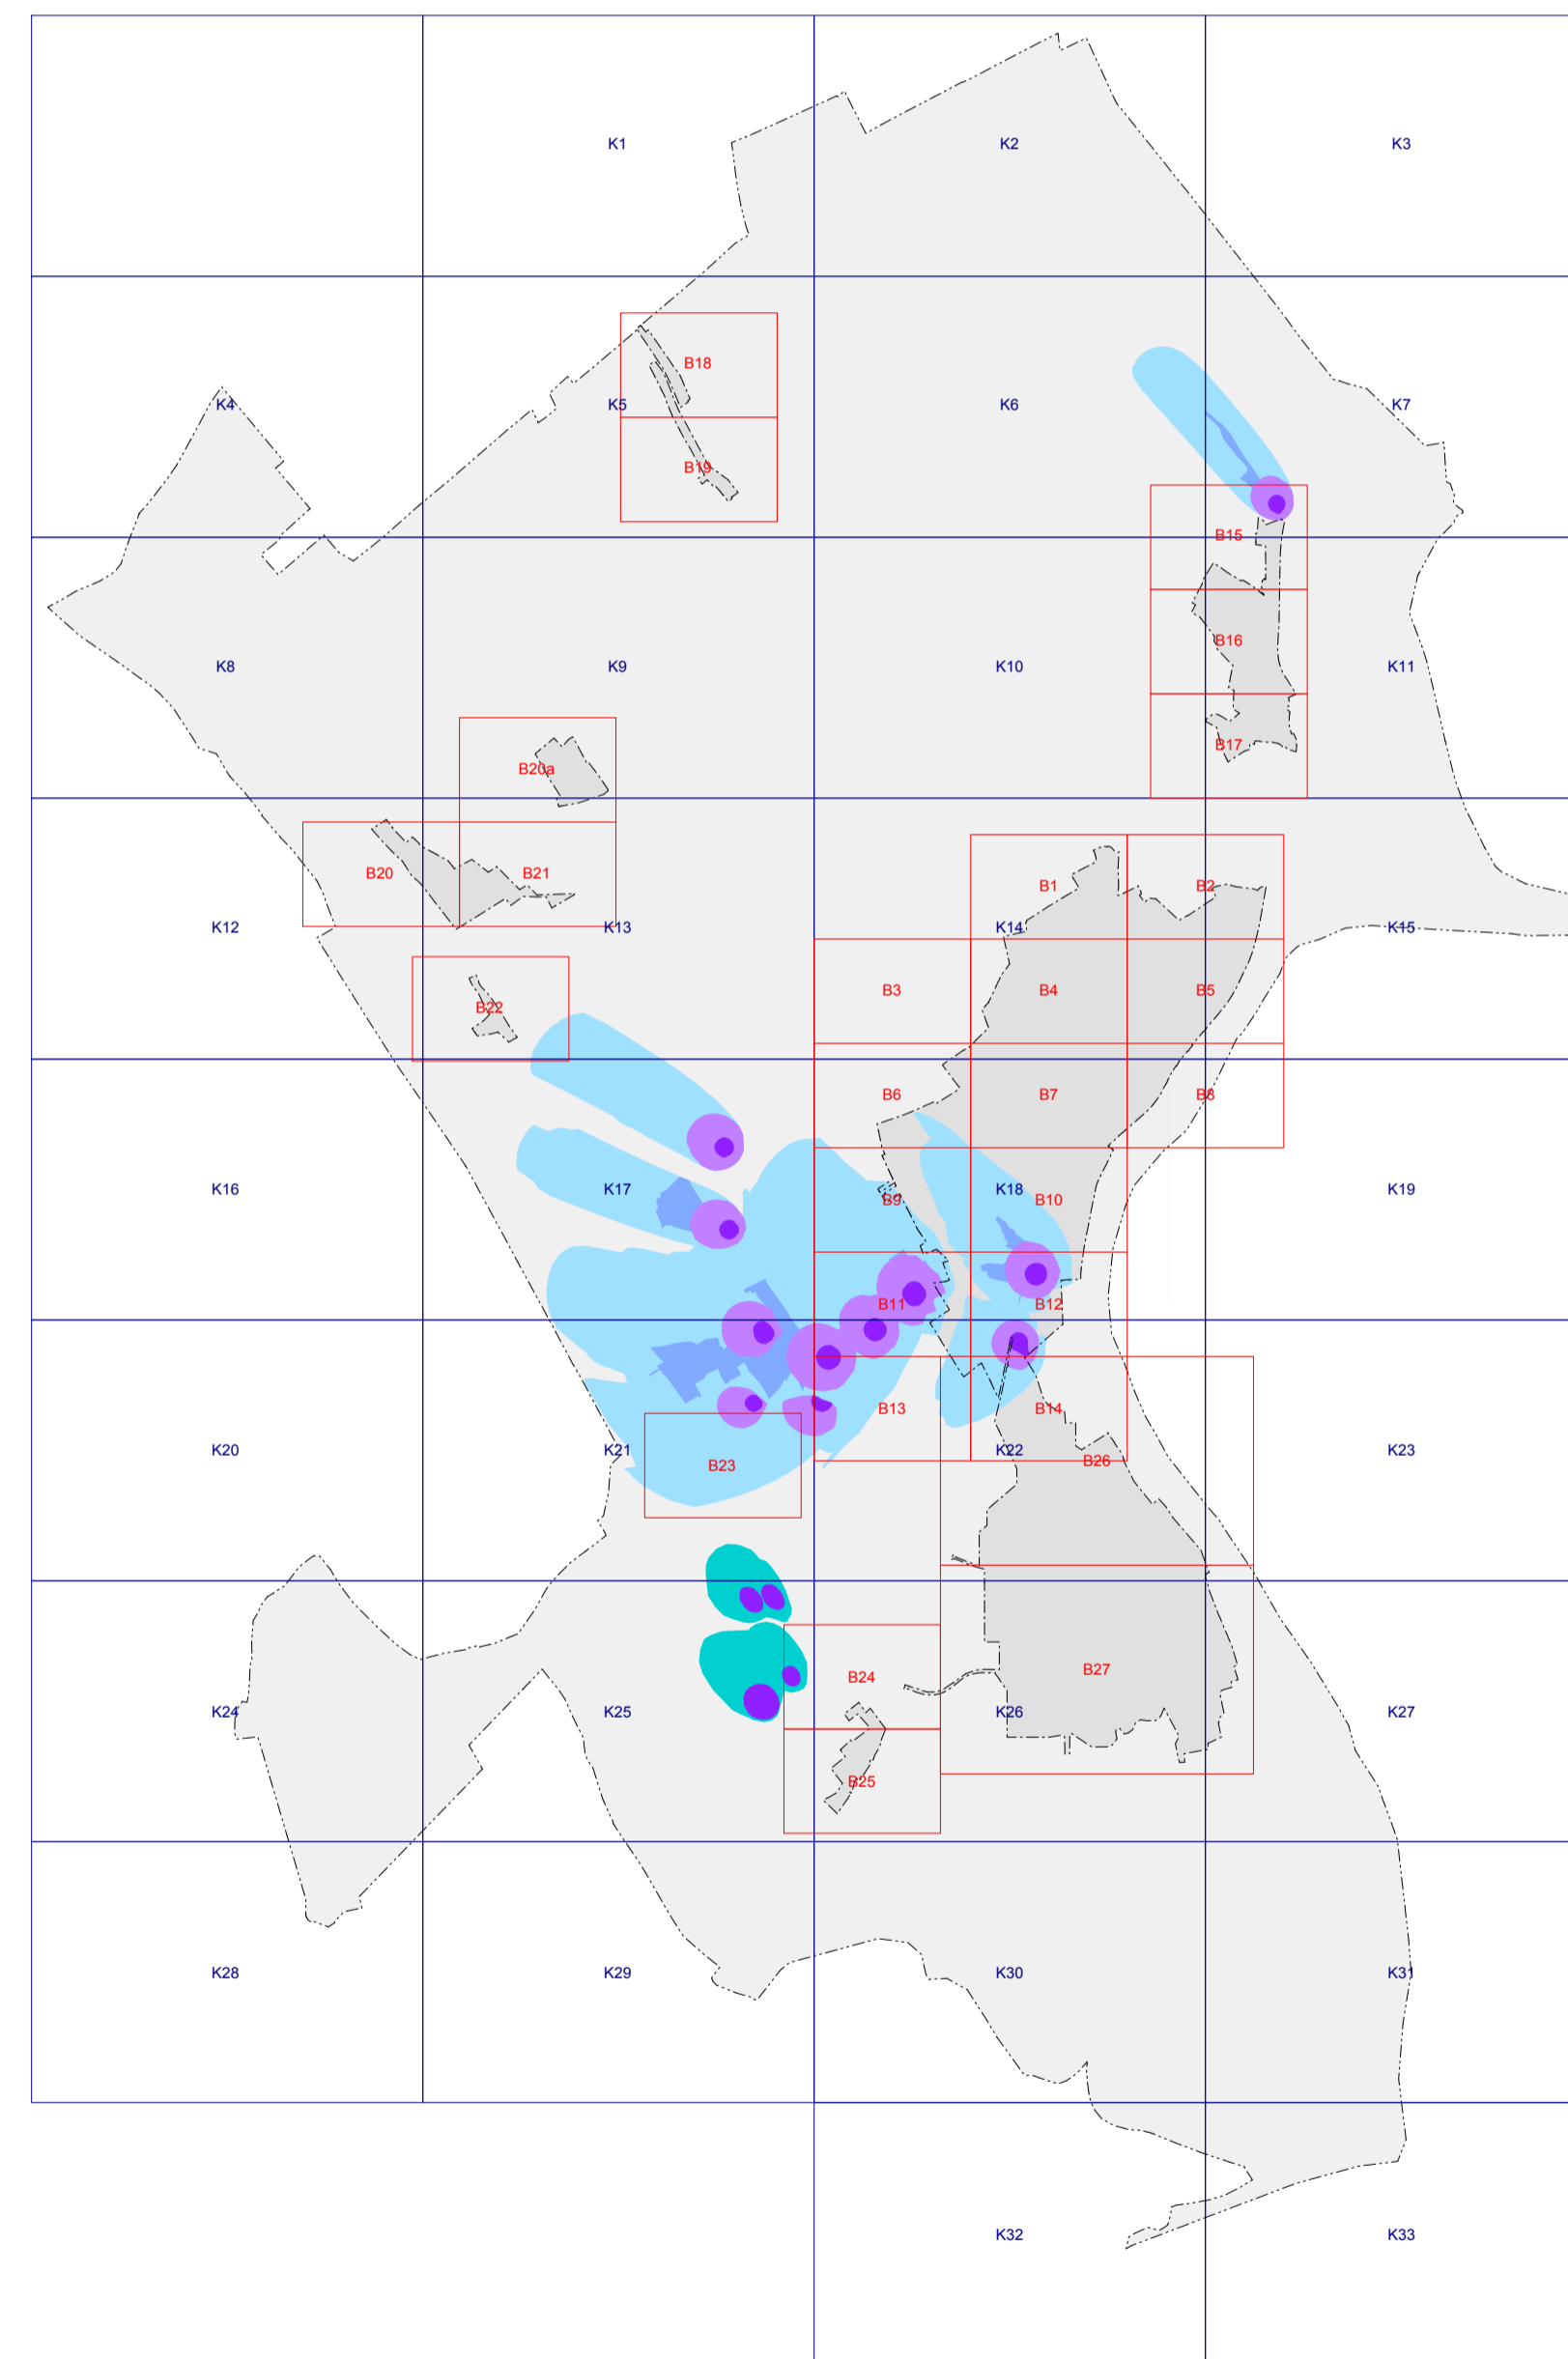 K1 K2 K3
B18
K4 K5 K6 K7
B19
B15
B16
K8 K9 K10 K11
B17
B20a
B20 B21 B1 B2
K12 K13 K14 K15
B3 B4 B5
B22
B6 B7 B8
K16 K17 K18 K19
B9 B10
B11 B12
B13 B14
K20 K21 K22 K23
B23 B26
B24 B27
K24 K25 K26 K27
B25
K28 K29 K30 K31
K32 K33